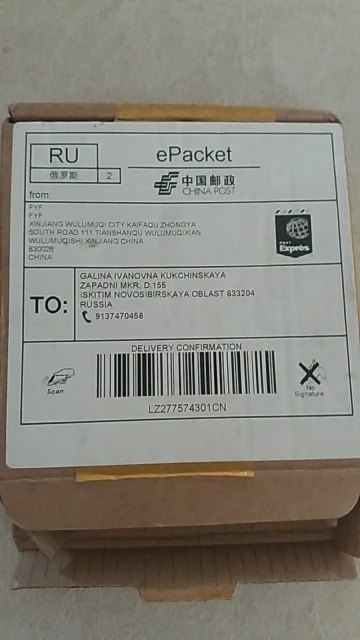 RU
ePacket
俄罗斯
2
中国邮政
CHINA POST
from:
FYF
FYF
XINJIANG WULUMUQI CITY KAIFAQU ZHONGYA
SOUTH ROAD 111 TIANSHANQU WULUMUQIXIAN
WULUMUQISHI XINJIANG CHINA
830026
CHINA
POST
Exprès
TO:
GALINA IVANOVNA KUKCHINSKAYA
ZAPADNI MKR. D.155
ISKITIM NOVOSIBIRSKAYA OBLAST 633204
RUSSIA
9137470458
DELIVERY CONFIRMATION
Scan
No
Signature
LZ277574301CN